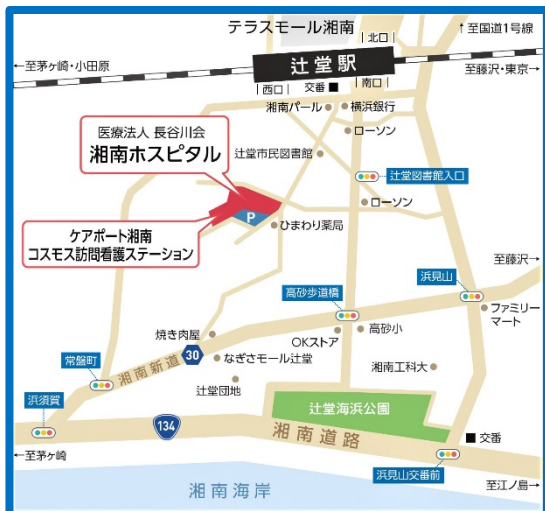 テラスモール湘南
↑至国道1号線
北口
←至茅ヶ崎・小田原
辻堂駅
至藤沢・東京→
西口
交番
南口
湘南パール
横浜銀行
ローソン
医療法人 長谷川会
湘南ホスピタル
辻堂市民図書館
辻堂図書館入口
ローソン
P
ひまわり薬局
ケアポート湘南
コスモス訪問看護ステーション
至藤沢→
浜見山
高砂歩道橋
ファミリー
マート
焼き肉屋
OKストア
高砂小
常盤町
湘南新道
30
なぎさモール辻堂
湘南工科大
辻堂団地
浜須賀
辻堂海浜公園
134
湘南道路
交番
←至茅ヶ崎
浜見山交番前
至江ノ島→
湘南海岸